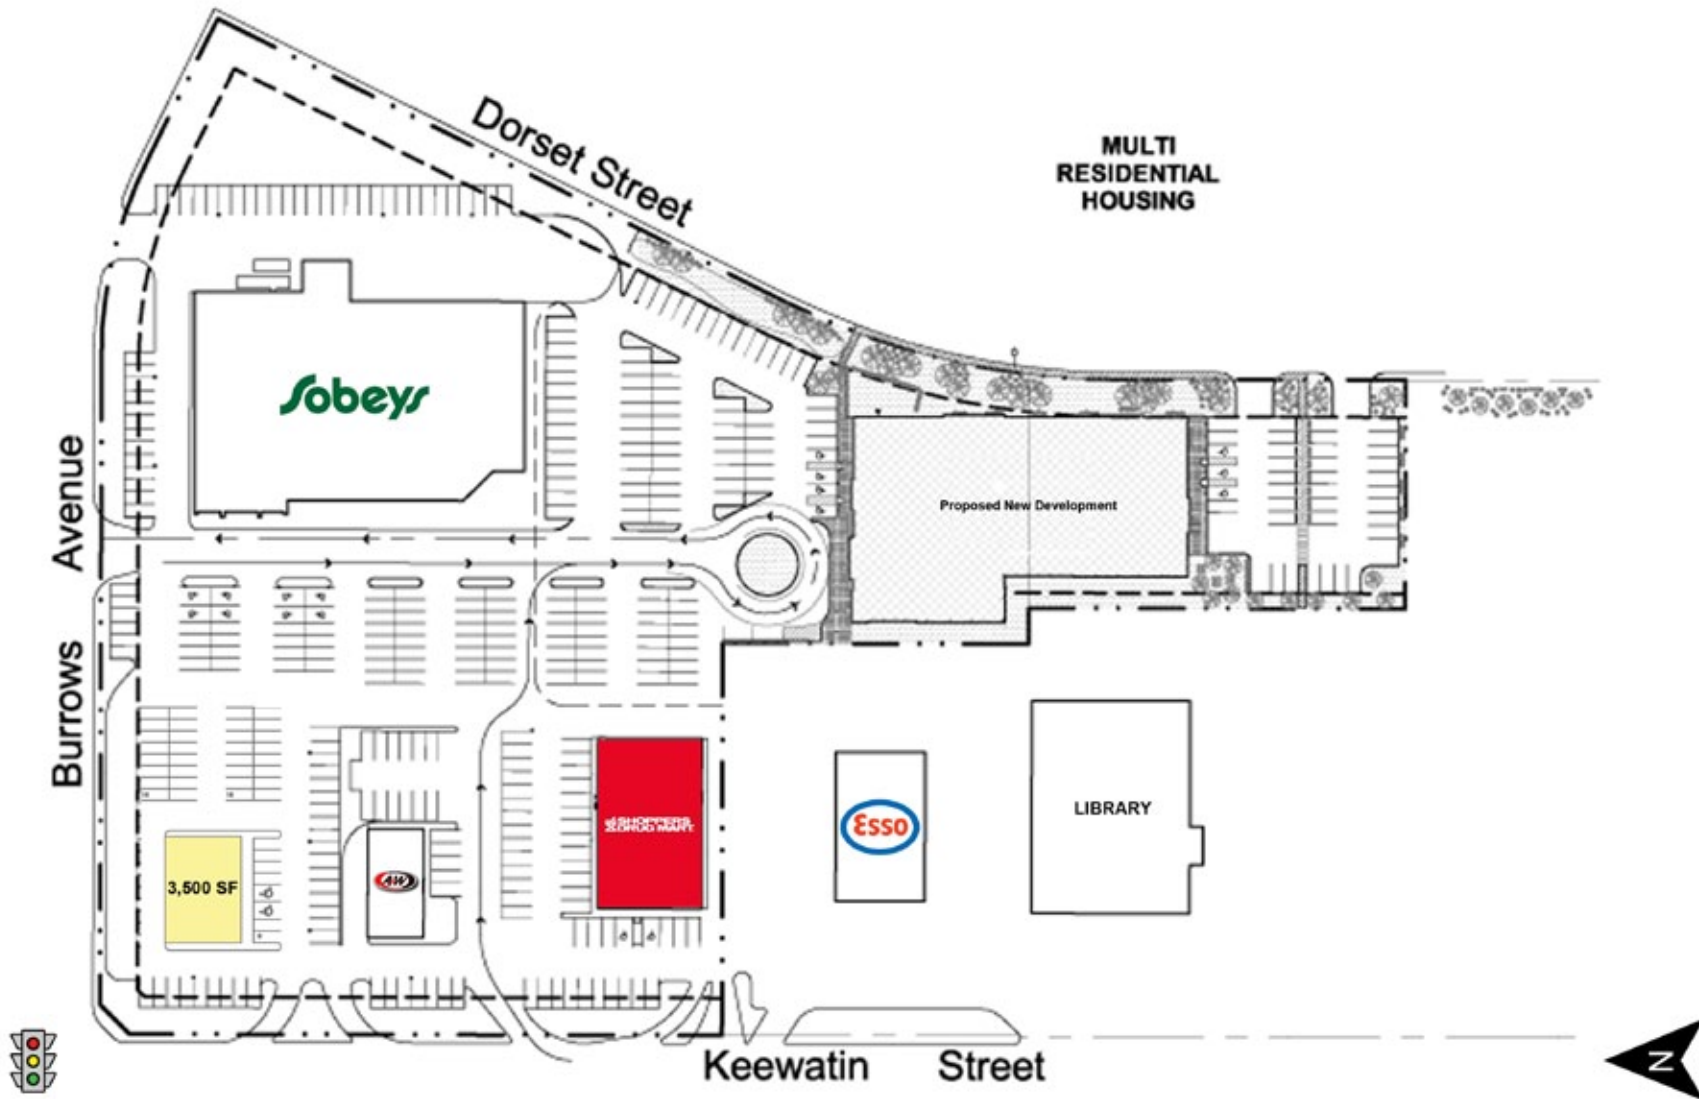 Dorset Street
MULTI
RESIDENTIAL
HOUSING
Sobeys
Burrows Avenue
Proposed New Development
3,500 SF
A&W
Esso
LIBRARY
Keewatin Street
N